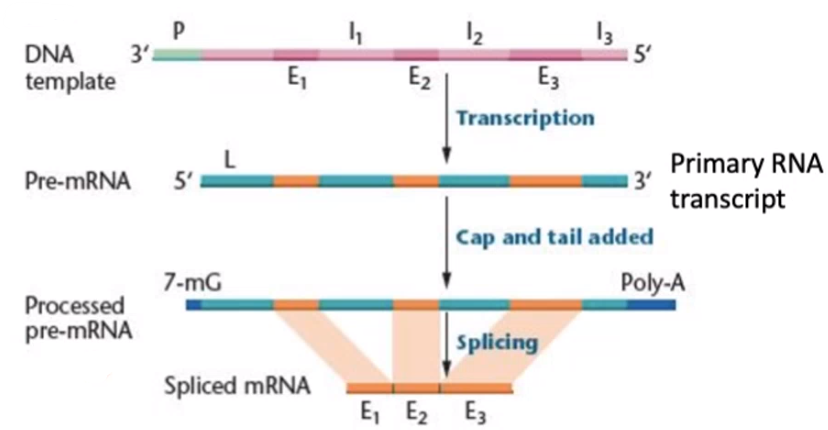 P I₁ I₂ I₃
DNA template 3′ 5′
E₁ E₂ E₃
Transcription
L
Pre-mRNA 5′ 3′ Primary RNA transcript
Cap and tail added
7-mG Poly-A
Processed pre-mRNA
Splicing
Spliced mRNA
E₁ E₂ E₃